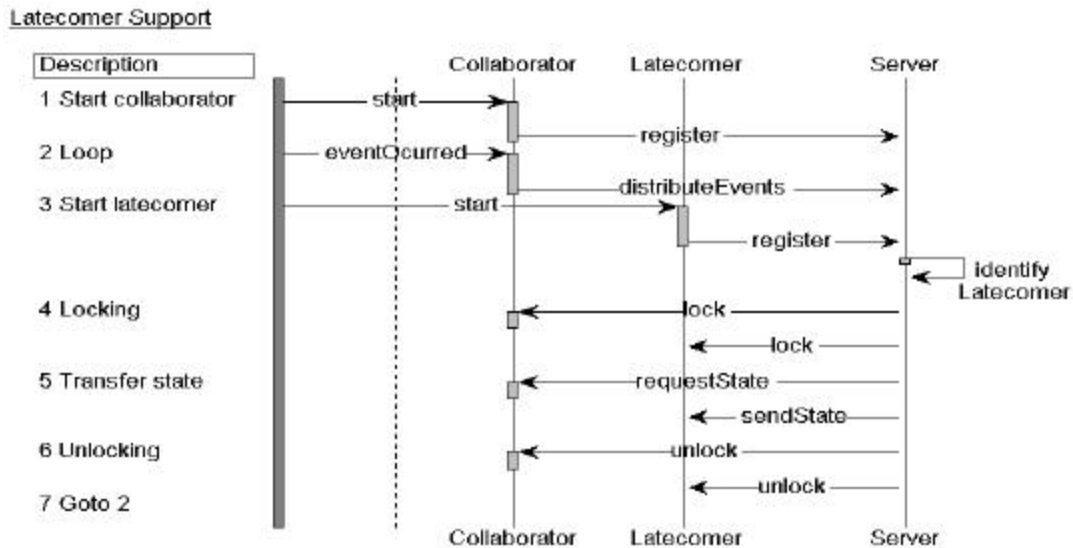 Latecomer Support
Description Collaborator Latecomer Server
1 Start collaborator start
register
2 Loop eventOcurred
distributeEvents
3 Start latecomer start
register
identify
Latecomer
4 Locking lock
lock
5 Transfer state requestState
sendState
6 Unlocking unlock
unlock
7 Goto 2
Collaborator Latecomer Server